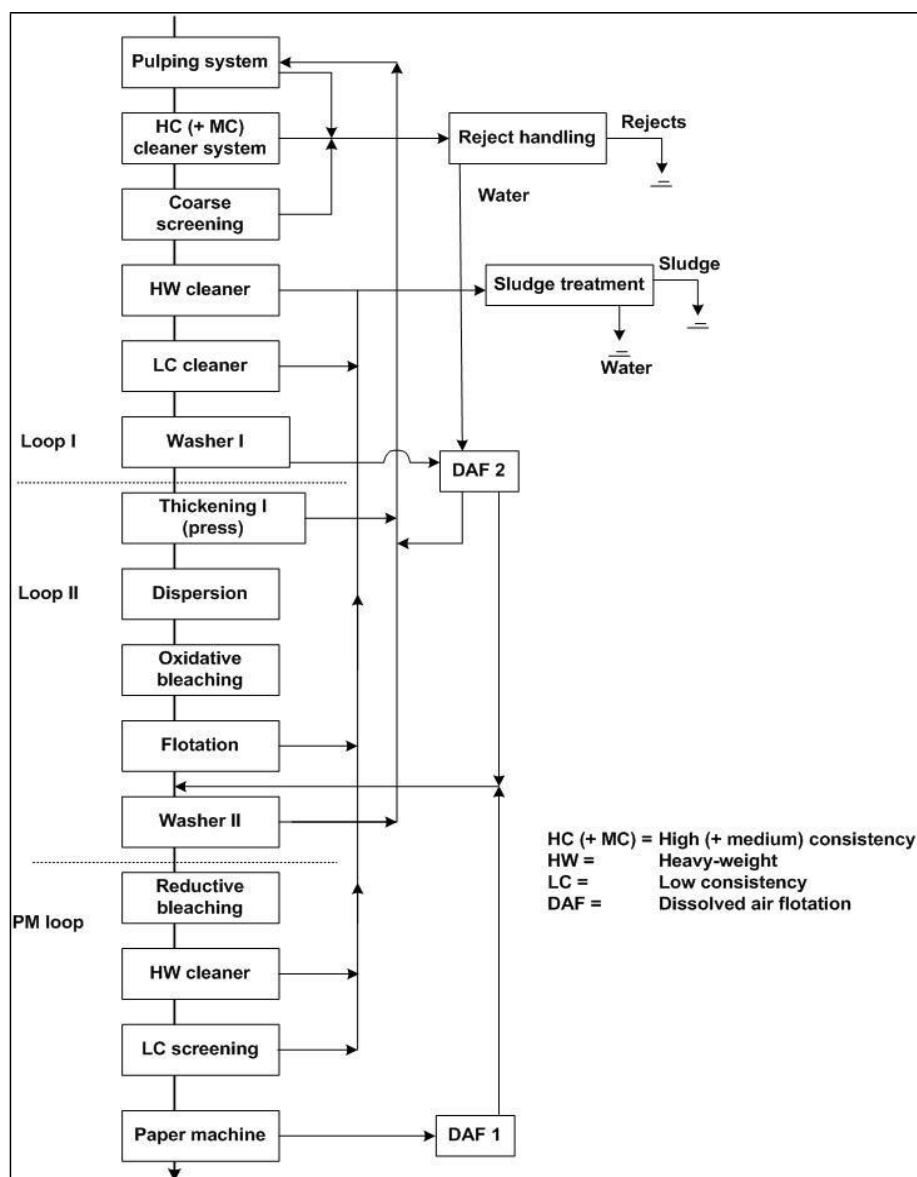 Pulping system
HC (+ MC)
cleaner system
Reject handling
Rejects
Water
Coarse
screening
HW cleaner
Sludge treatment
Sludge
Water
LC cleaner
Loop I
Washer I
DAF 2
Thickening I
(press)
Loop II
Dispersion
Oxidative
bleaching
Flotation
Washer II
HC (+ MC) = High (+ medium) consistency
HW = Heavy-weight
LC = Low consistency
DAF = Dissolved air flotation
Reductive
bleaching
PM loop
HW cleaner
LC screening
Paper machine
DAF 1